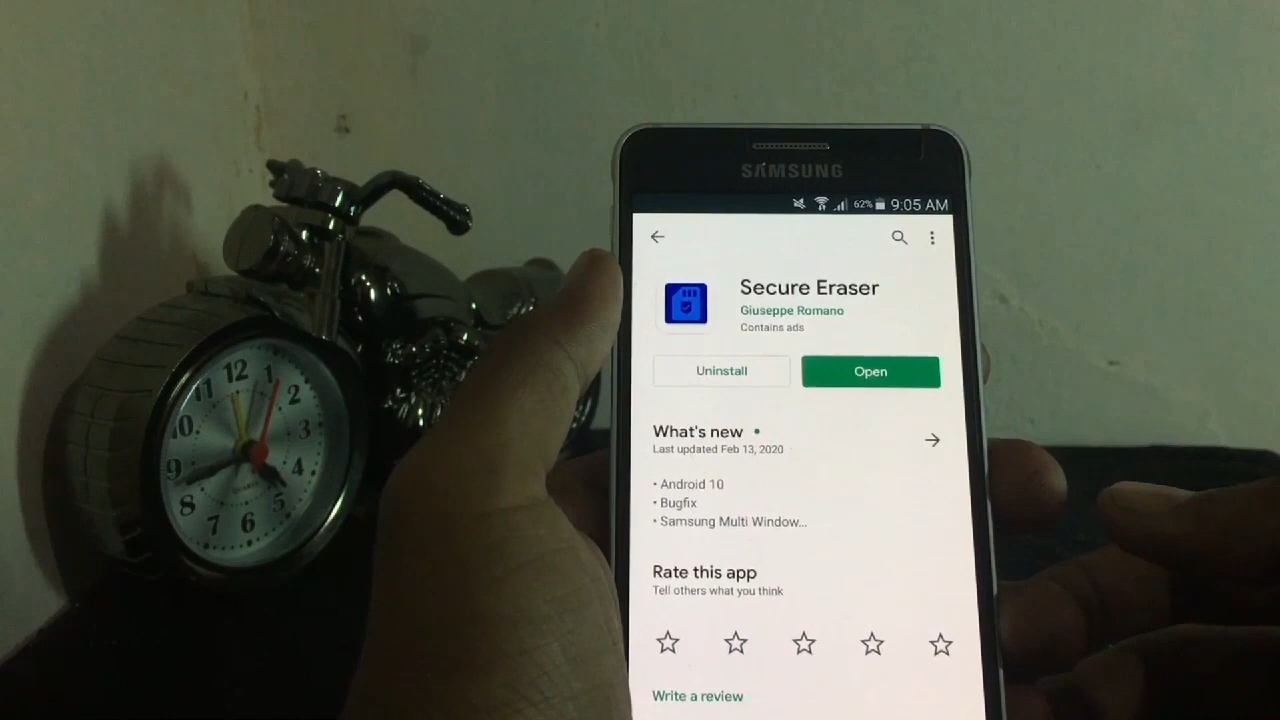 SAMSUNG
62% 9:05 AM
Secure Eraser
Giuseppe Romano
Contains ads
Uninstall
Open
What's new
Last updated Feb 13, 2020
• Android 10
• Bugfix
• Samsung Multi Window...
Rate this app
Tell others what you think
Write a review
12
1
2
3
4
5
6
7
8
9
10
11
QUARTZ